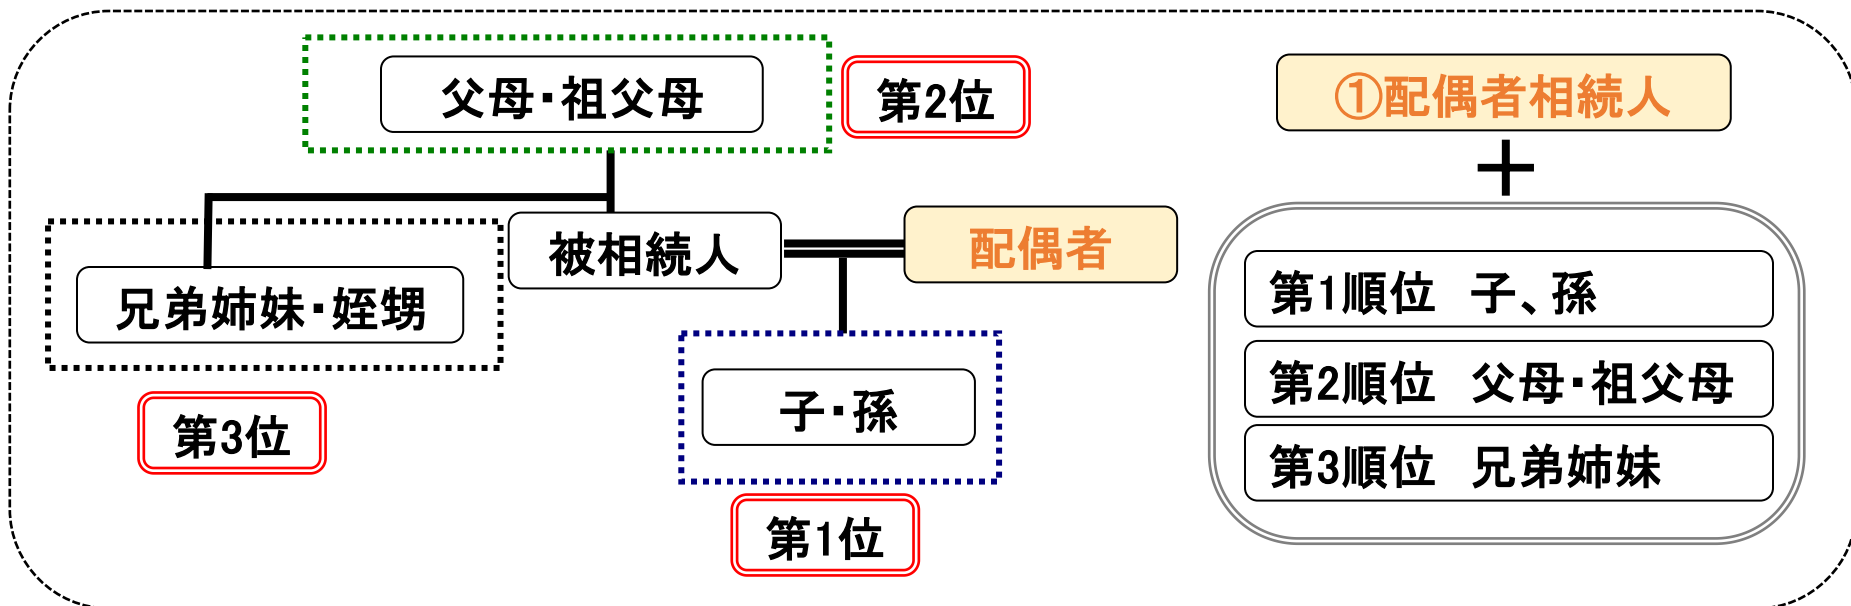 父母・祖父母
第2位
①配偶者相続人
＋
被相続人
配偶者
兄弟姉妹・姪甥
第3位
子・孫
第1位
第1順位 子、孫
第2順位 父母・祖父母
第3順位 兄弟姉妹